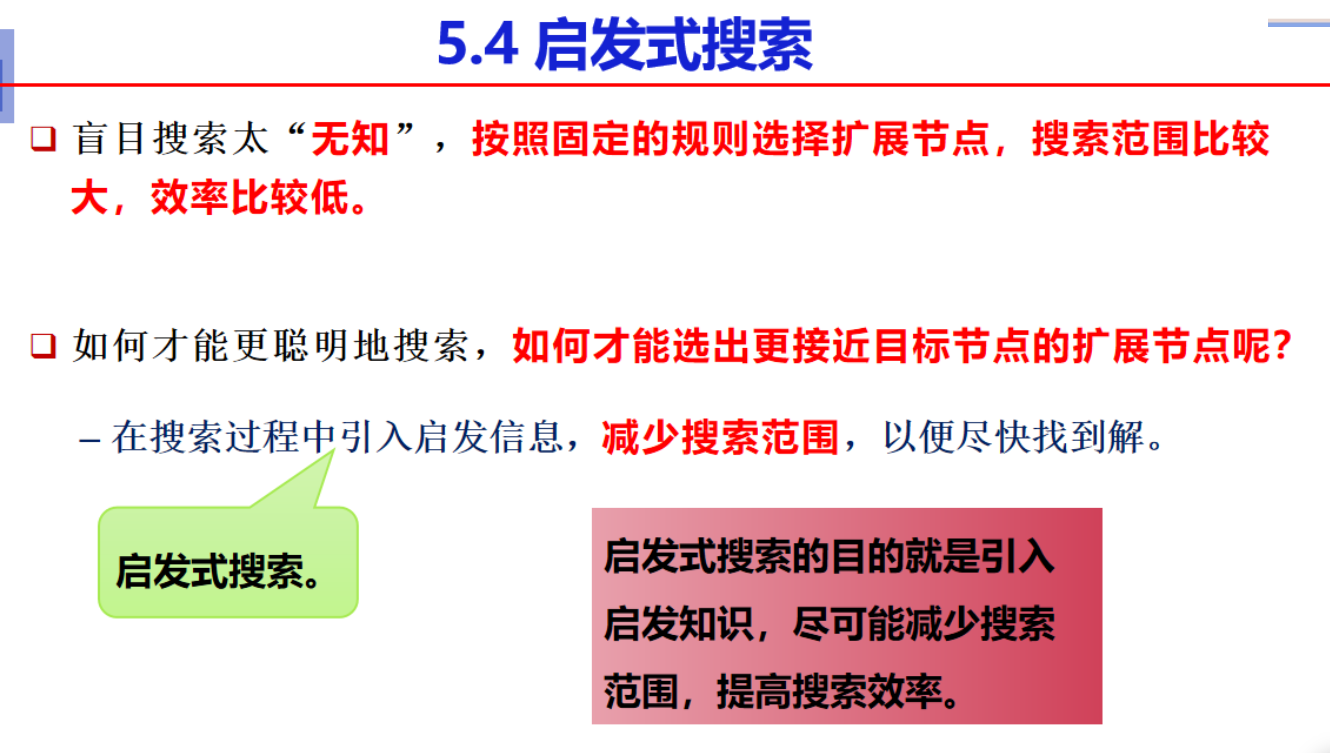 5.4 启发式搜索
盲目搜索太“无知”，按照固定的规则选择扩展节点，搜索范围比较
大，效率比较低。
如何才能更聪明地搜索，如何才能选出更接近目标节点的扩展节点呢？
– 在搜索过程中引入启发信息，减少搜索范围，以便尽快找到解。
启发式搜索。
启发式搜索的目的就是引入
启发知识，尽可能减少搜索
范围，提高搜索效率。